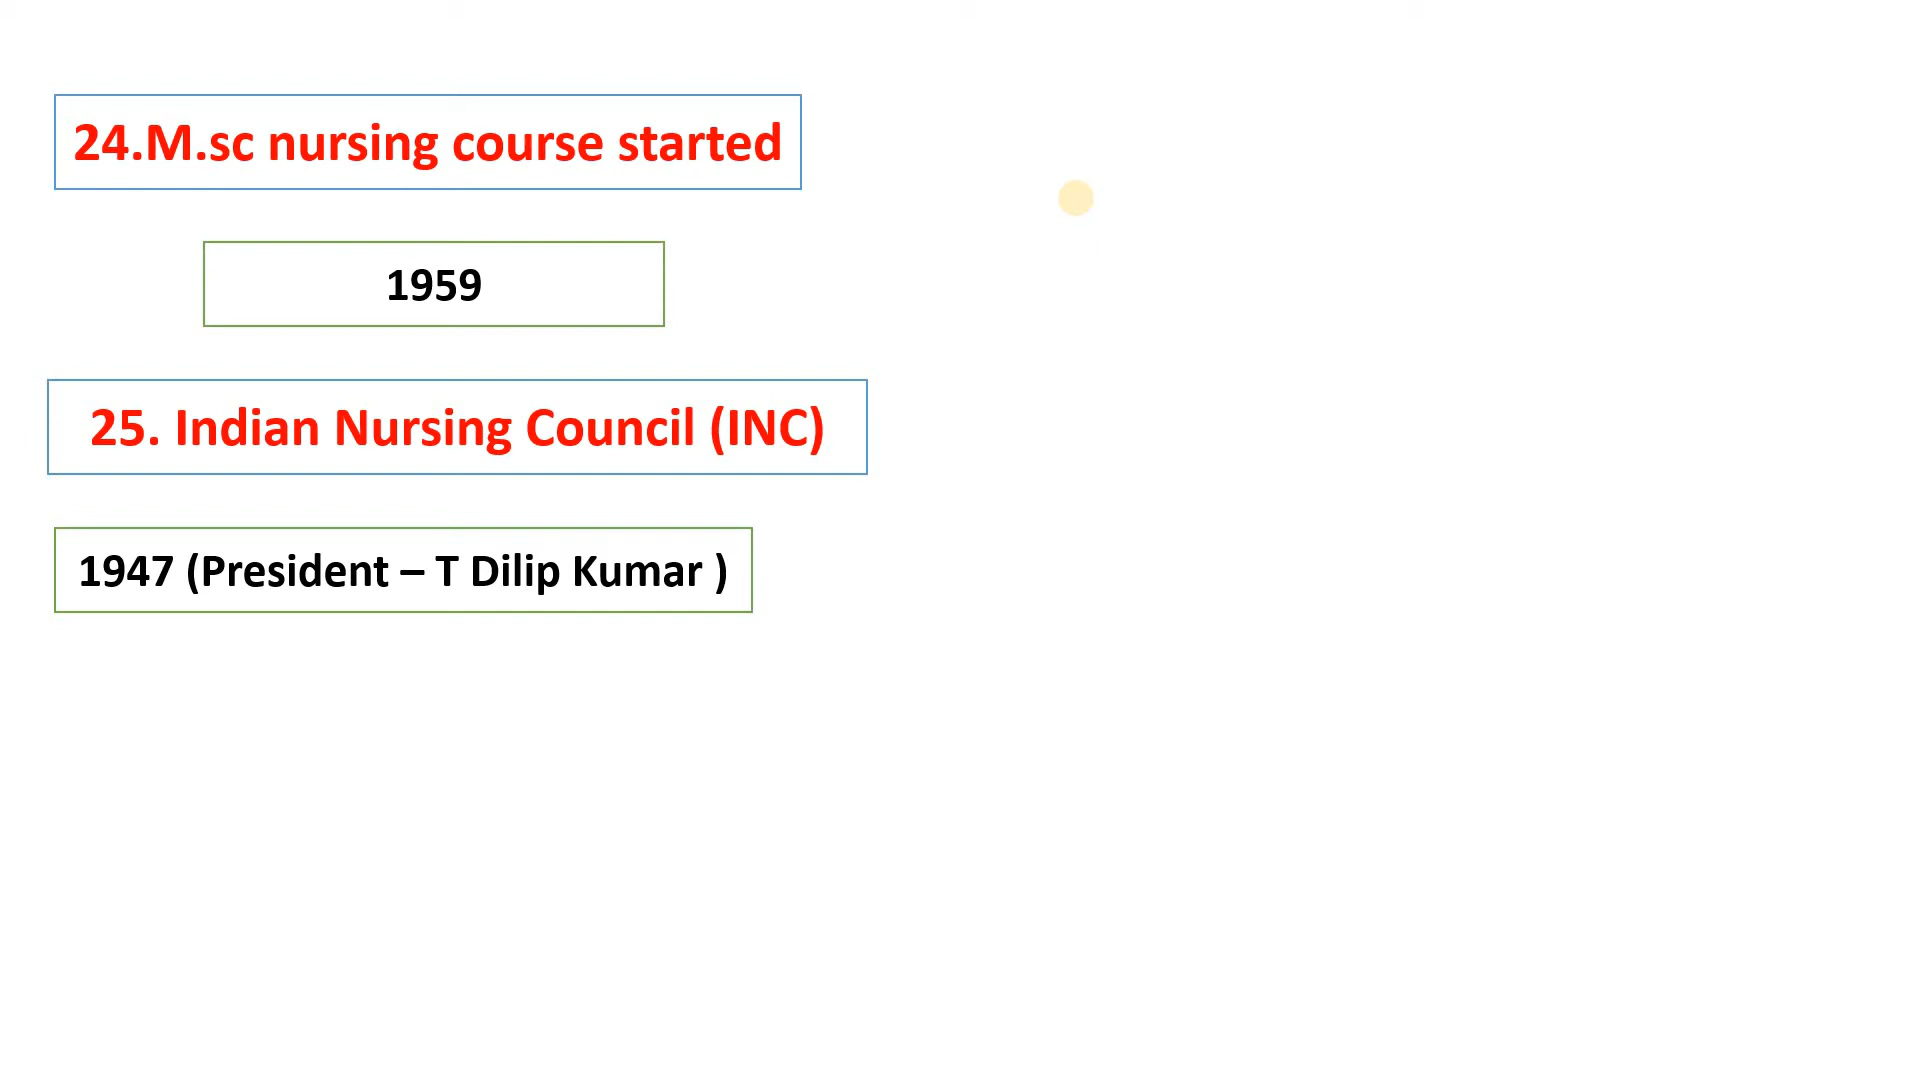 24.M.sc nursing course started
1959
25. Indian Nursing Council (INC)
1947 (President – T Dilip Kumar )